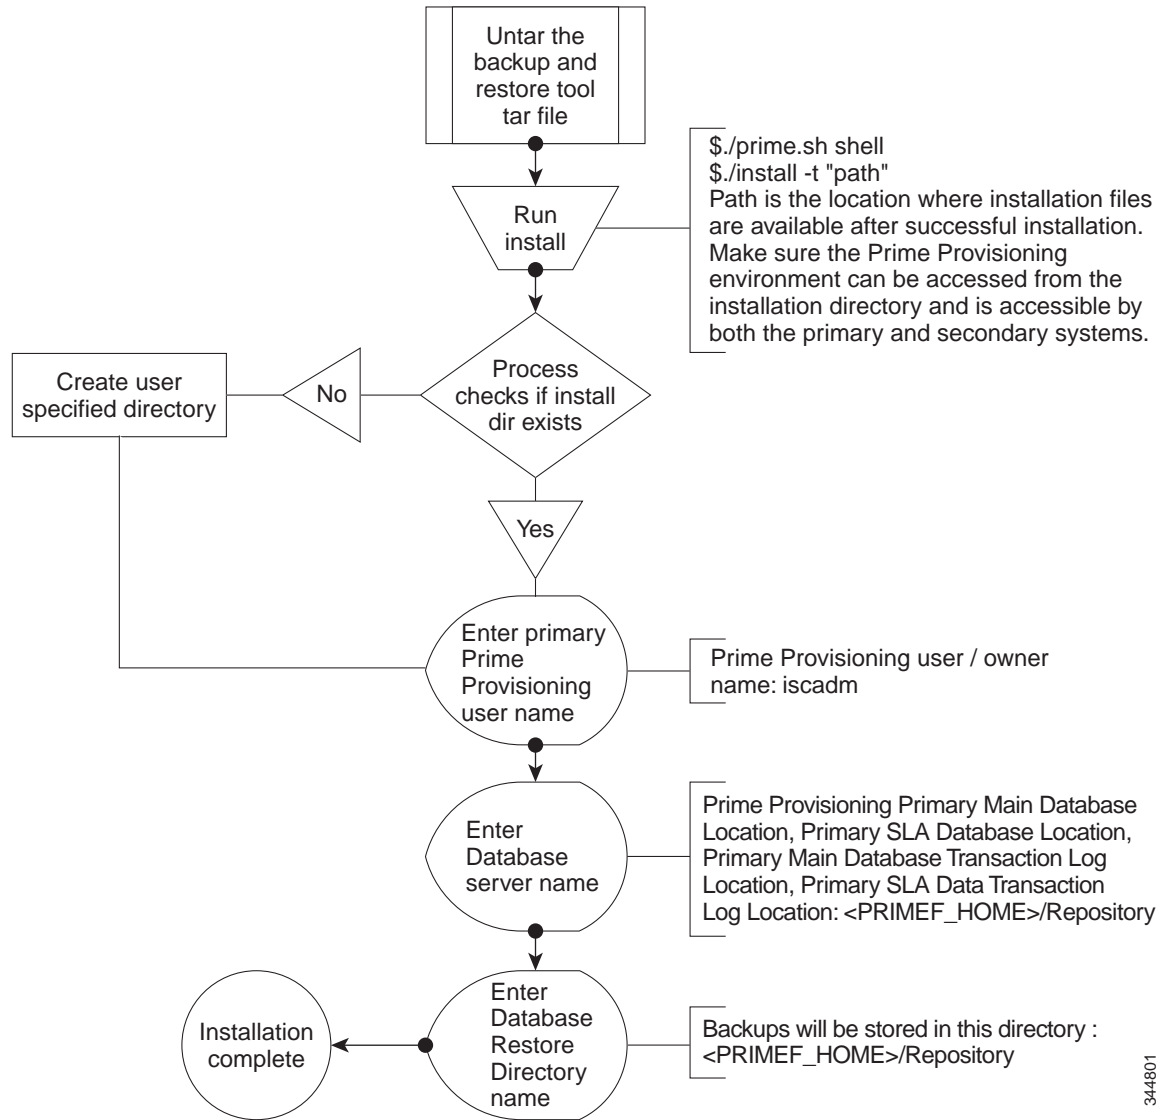 Untar the
backup and
restore tool
tar file
$./prime.sh shell
$./install -t "path"
Path is the location where installation files
are available after successful installation.
Make sure the Prime Provisioning
environment can be accessed from the
installation directory and is accessible by
both the primary and secondary systems.
Run
install
Process
checks if install
dir exists
No
Create user
specified directory
Yes
Enter primary
Prime
Provisioning
user name
Prime Provisioning user / owner
name: iscadm
Enter
Database
server name
Prime Provisioning Primary Main Database
Location, Primary SLA Database Location,
Primary Main Database Transaction Log
Location, Primary SLA Data Transaction
Log Location: <PRIMEF_HOME>/Repository
Enter
Database
Restore
Directory
name
Backups will be stored in this directory :
<PRIMEF_HOME>/Repository
Installation
complete
344801